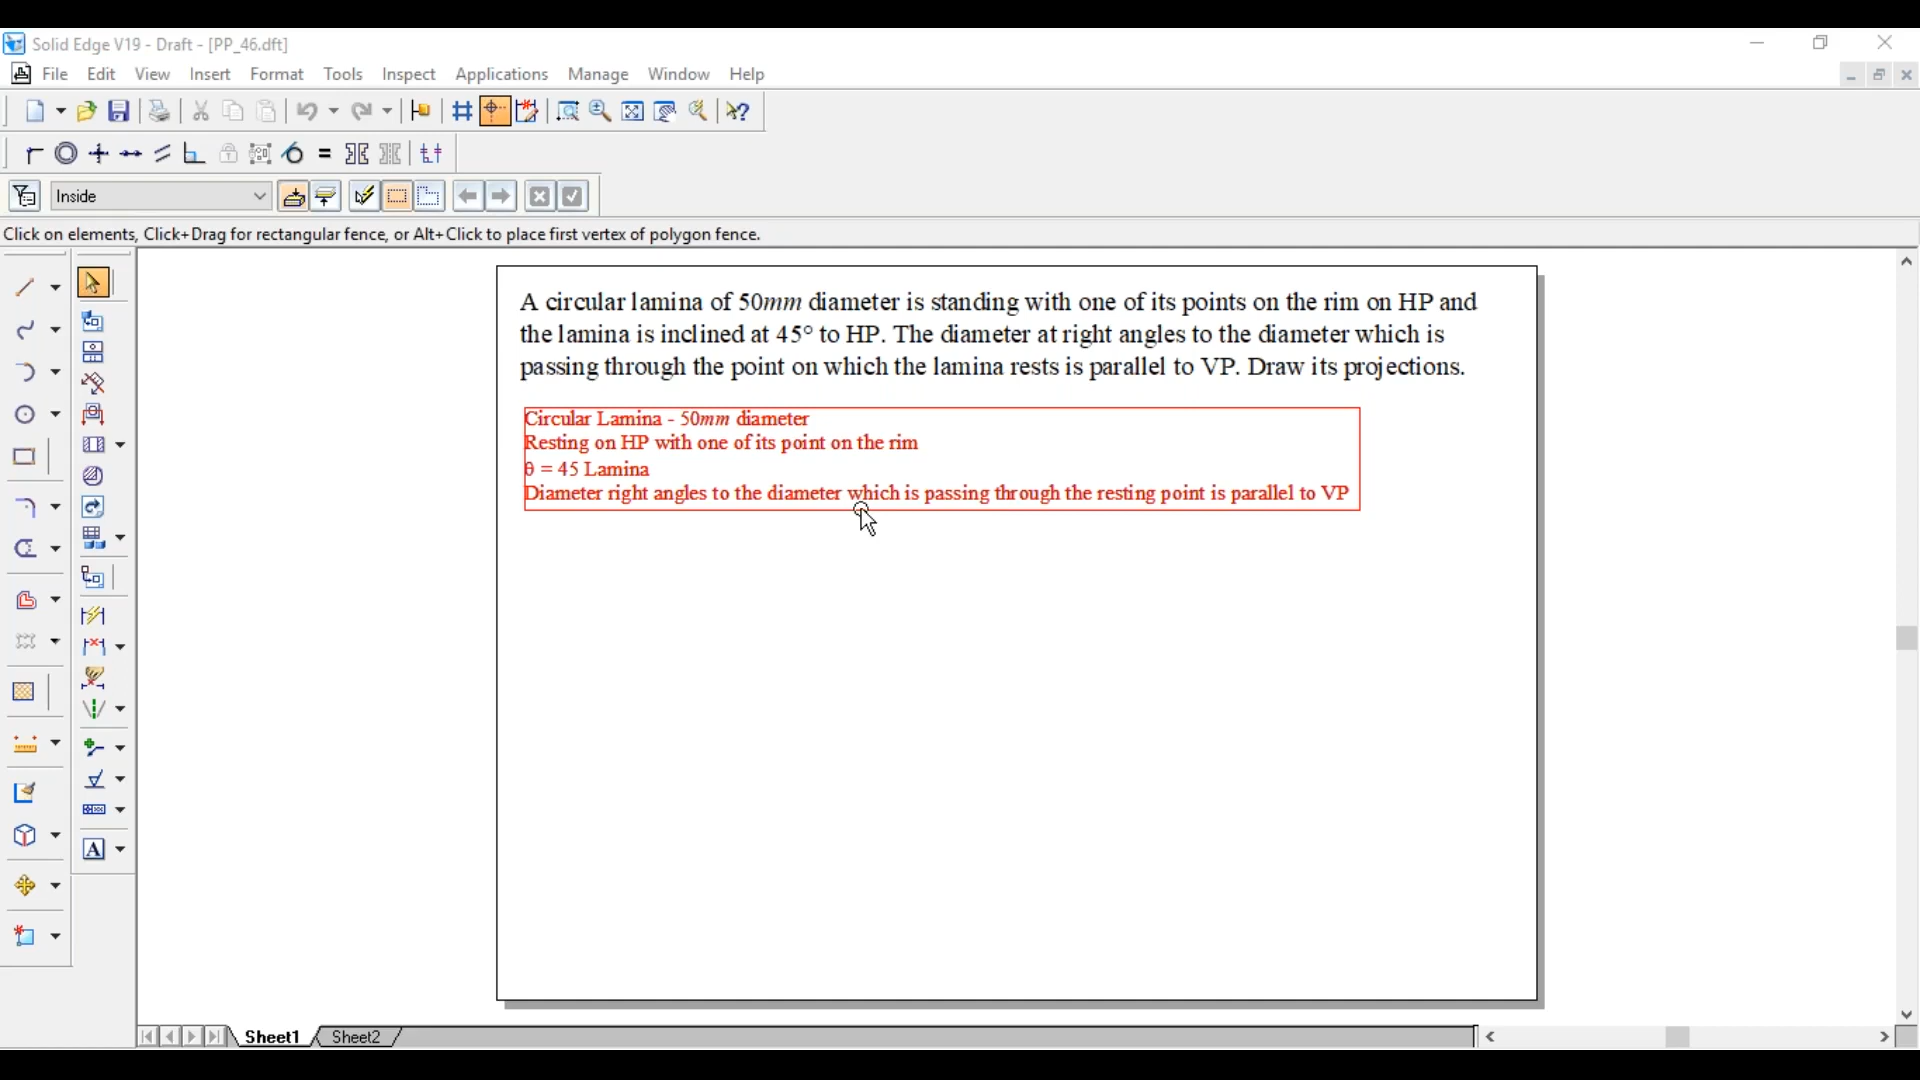 Solid Edge V19 - Draft - [PP_46.dft]
File Edit View Insert Format Tools Inspect Applications Manage Window Help
Inside
Click on elements, Click+Drag for rectangular fence, or Alt+Click to place first vertex of polygon fence.
A circular lamina of 50mm diameter is standing with one of its points on the rim on HP and
the lamina is inclined at 45° to HP. The diameter at right angles to the diameter which is
passing through the point on which the lamina rests is parallel to VP. Draw its projections.
Circular Lamina - 50mm diameter
Resting on HP with one of its point on the rim
θ = 45 Lamina
Diameter right angles to the diameter which is passing through the resting point is parallel to VP
A
Sheet1 Sheet2